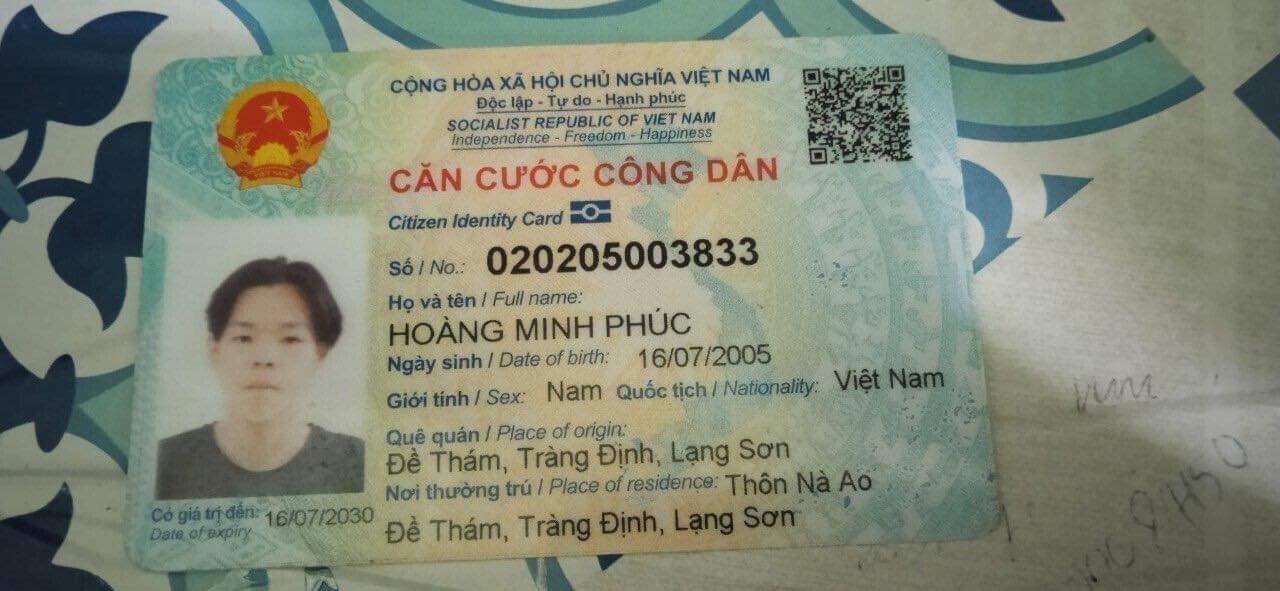 CỘNG HÒA XÃ HỘI CHỦ NGHĨA VIỆT NAM
Độc lập - Tự do - Hạnh phúc
SOCIALIST REPUBLIC OF VIET NAM
Independence - Freedom - Happiness
CĂN CƯỚC CÔNG DÂN
Citizen Identity Card
Số / No.: 020205003833
Họ và tên / Full name:
HOÀNG MINH PHÚC
Ngày sinh / Date of birth: 16/07/2005
Giới tính / Sex: Nam Quốc tịch / Nationality: Việt Nam
Quê quán / Place of origin:
Đề Thám, Tràng Định, Lạng Sơn
Nơi thường trú / Place of residence: Thôn Nà Ao
Đề Thám, Tràng Định, Lạng Sơn
Có giá trị đến: 16/07/2030
Date of expiry